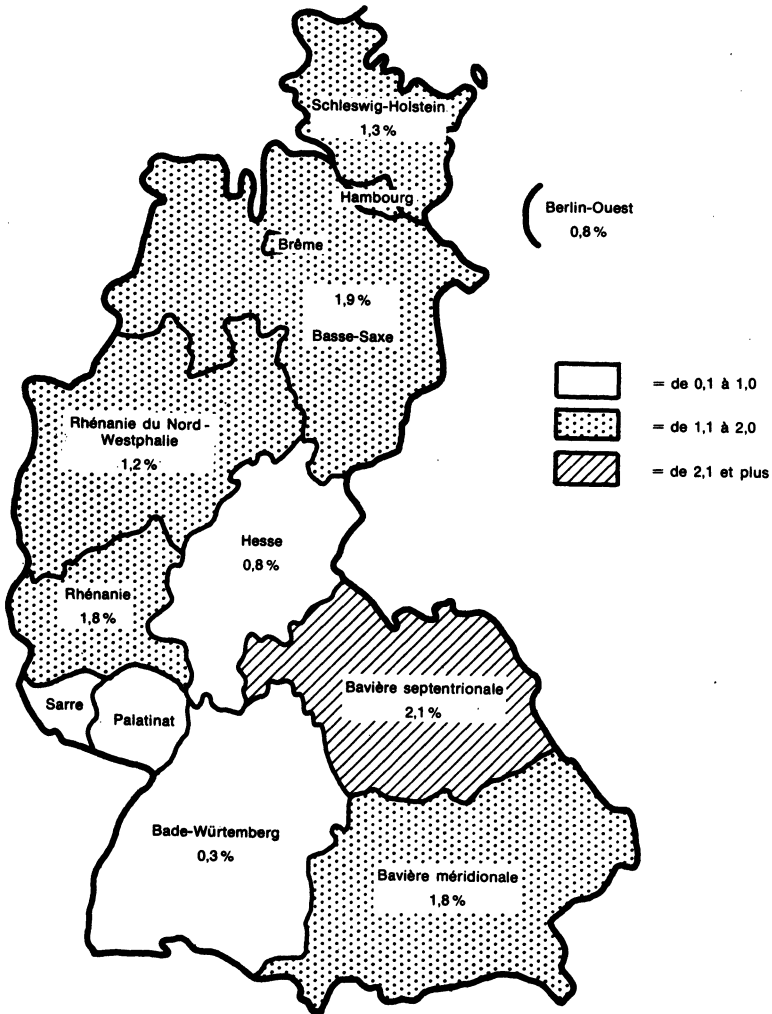 Schleswig-Holstein
1,3 %
Hambourg
Berlin-Ouest
0,8 %
Brême
1,9 %
Basse-Saxe
= de 0,1 à 1,0
= de 1,1 à 2,0
= de 2,1 et plus
Rhénanie du Nord-
Westphalie
1,2 %
Hesse
0,8 %
Rhénanie
1,8 %
Sarre
Palatinat
Bavière septentrionale
2,1 %
Bade-Würtemberg
0,3 %
Bavière méridionale
1,8 %